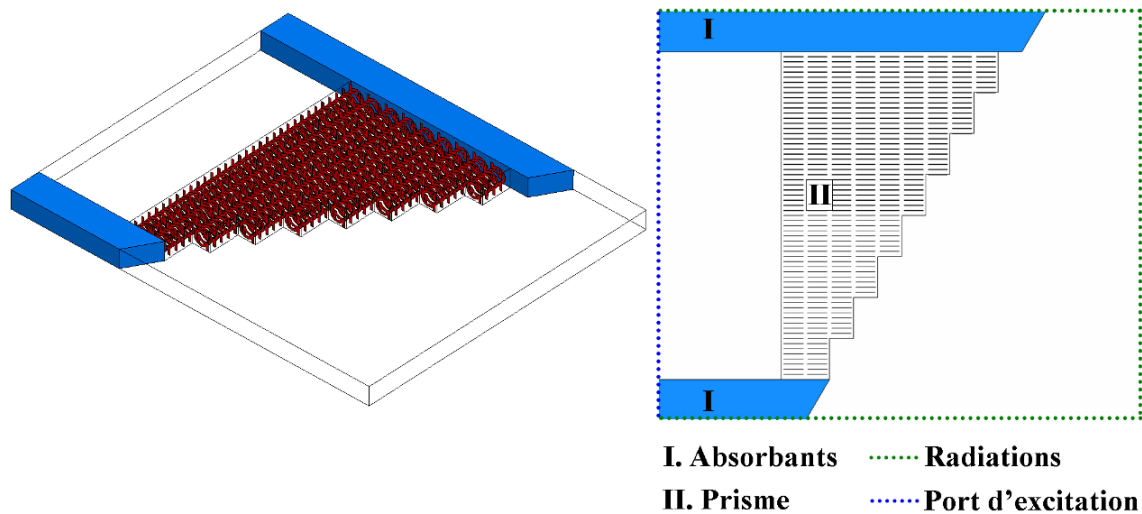 I
II
I
I. Absorbants
Radiations
II. Prisme
Port d'excitation